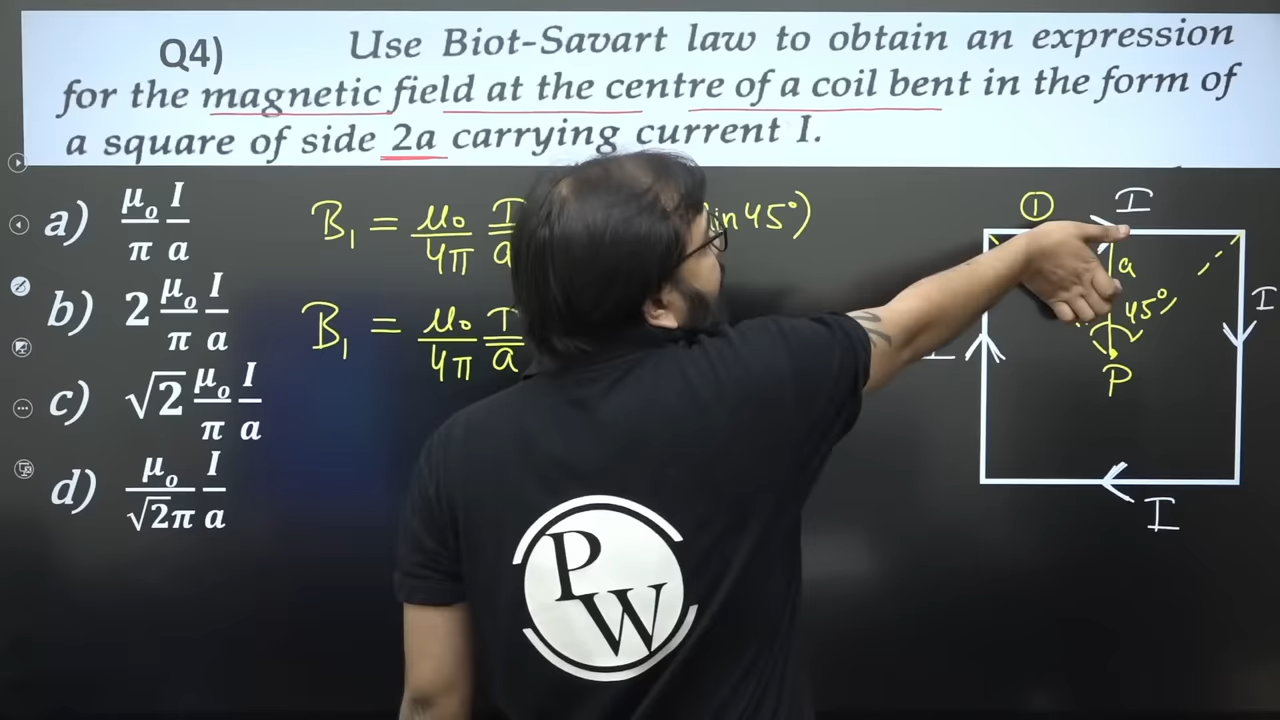 Q4) Use Biot-Savart law to obtain an expression
for the magnetic field at the centre of a coil bent in the form of
a square of side 2a carrying current I.
a) μ₀/π I/a
b) 2 μ₀/π I/a
c) √2 μ₀/π I/a
d) μ₀/√2π I/a
B₁ = μ₀/4π I/a in 45°)
B₁ = μ₀/4π I/a
① I
a
I
45°
P
I
PW